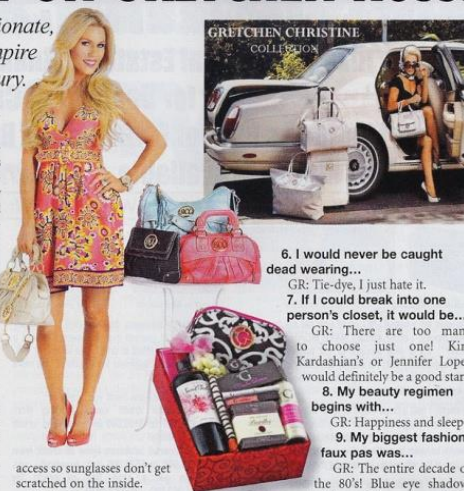 ionate,
mpire
ury.
GRETCHEN CHRISTINE
COLLECTION
6. I would never be caught
dead wearing...
GR: Tie-dye, I just hate it.
7. If I could break into one
person's closet, it would be...
GR: There are too man
to choose just one! Kim
Kardashian's or Jennifer Lope
would definitely be a good star
8. My beauty regimen
begins with...
GR: Happiness and sleep
9. My biggest fashion
faux pas was...
GR: The entire decade o
the 80's! Blue eye shadow
access so sunglasses don't get
scratched on the inside.